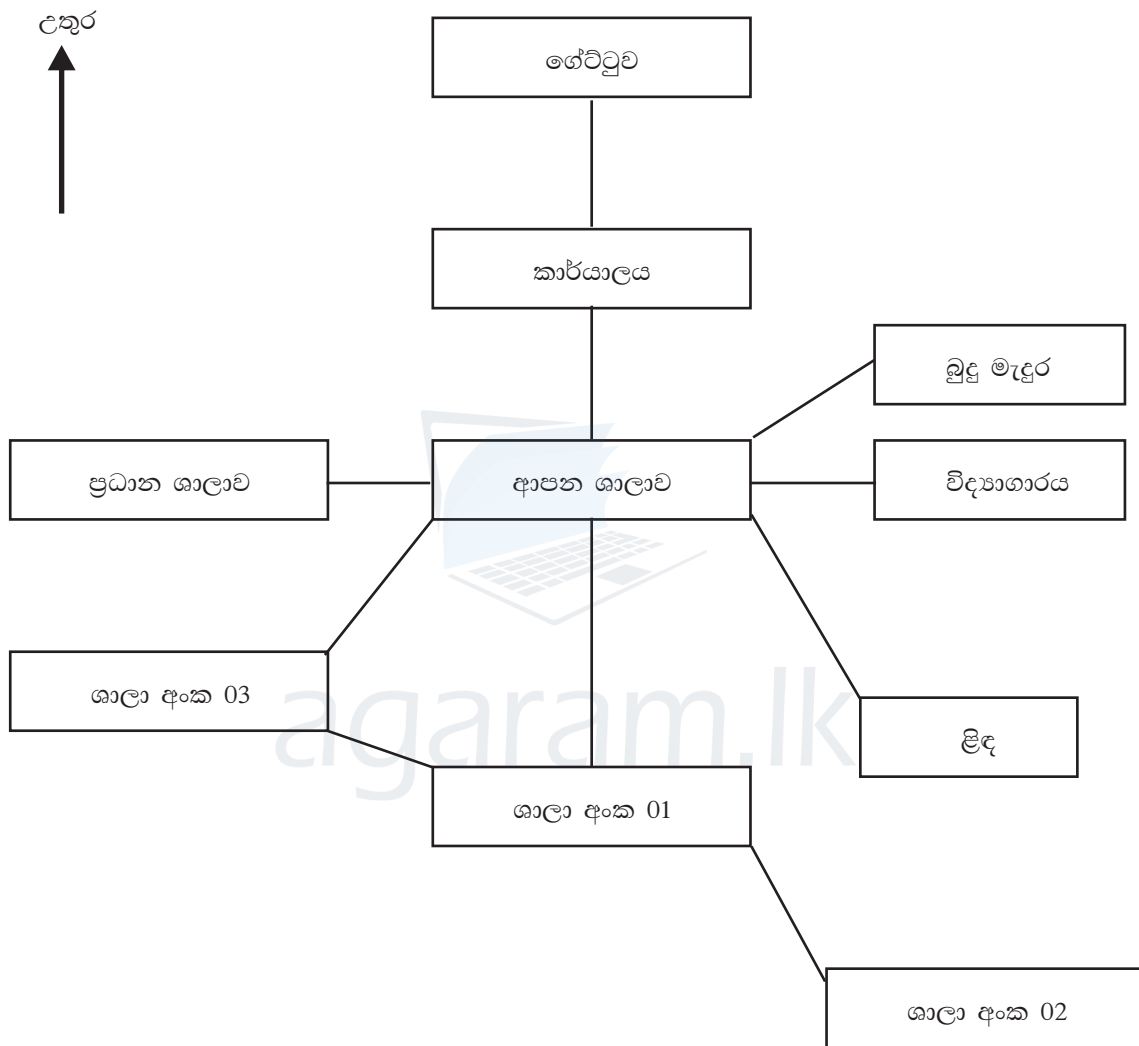 උතුර
ගේට්ටුව
කාර්යාලය
බුදු මැදුර
ප්‍රධාන ශාලාව
ආපන ශාලාව
විද්‍යාගාරය
ශාලා අංක 03
ළිඳ
ශාලා අංක 01
ශාලා අංක 02
agaram.lk